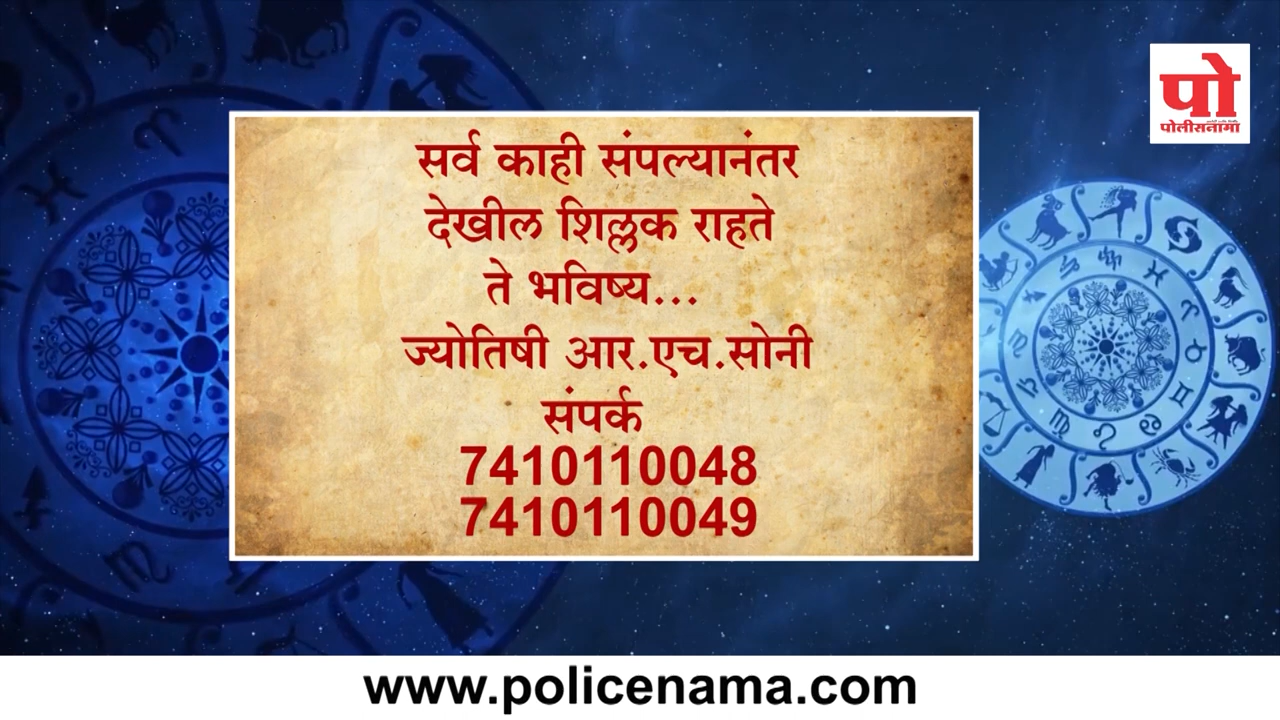 पो
पोलीसनामा
सर्व काही संपल्यानंतर
देखील शिल्लक राहते
ते भविष्य...
ज्योतिषी आर.एच.सोनी
संपर्क
7410110048
7410110049
www.policenama.com